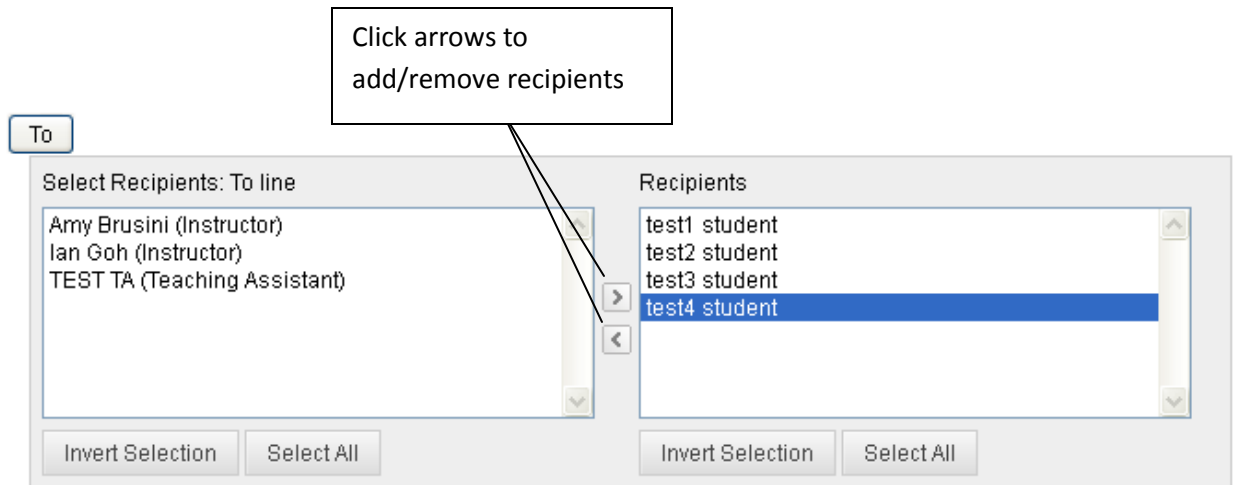 Click arrows to
add/remove recipients
To
Select Recipients: To line
Amy Brusini (Instructor)
Ian Goh (Instructor)
TEST TA (Teaching Assistant)
Invert Selection
Select All
Recipients
test1 student
test2 student
test3 student
test4 student
Invert Selection
Select All